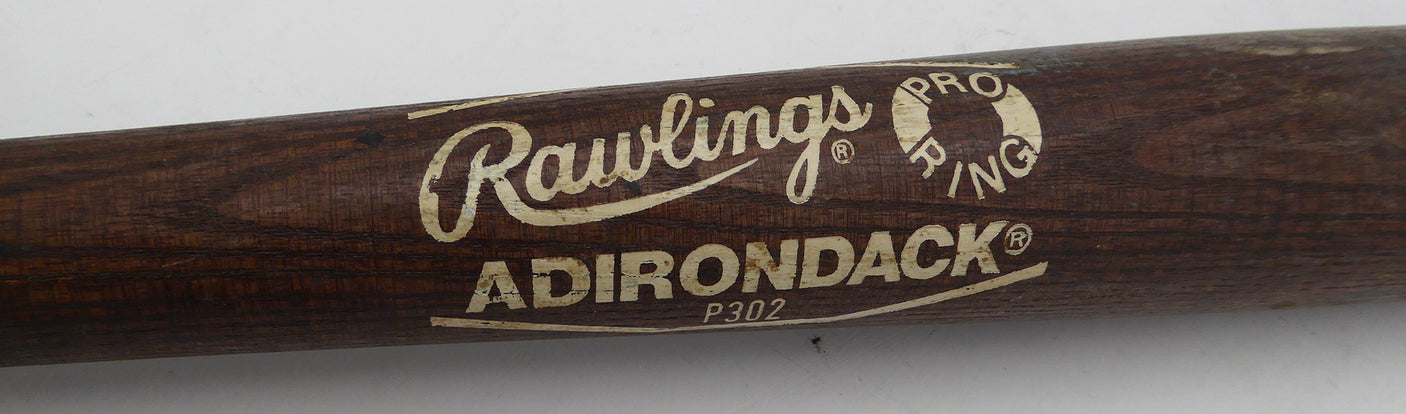 Rawlings®
PRO
RING
ADIRONDACK®
P302